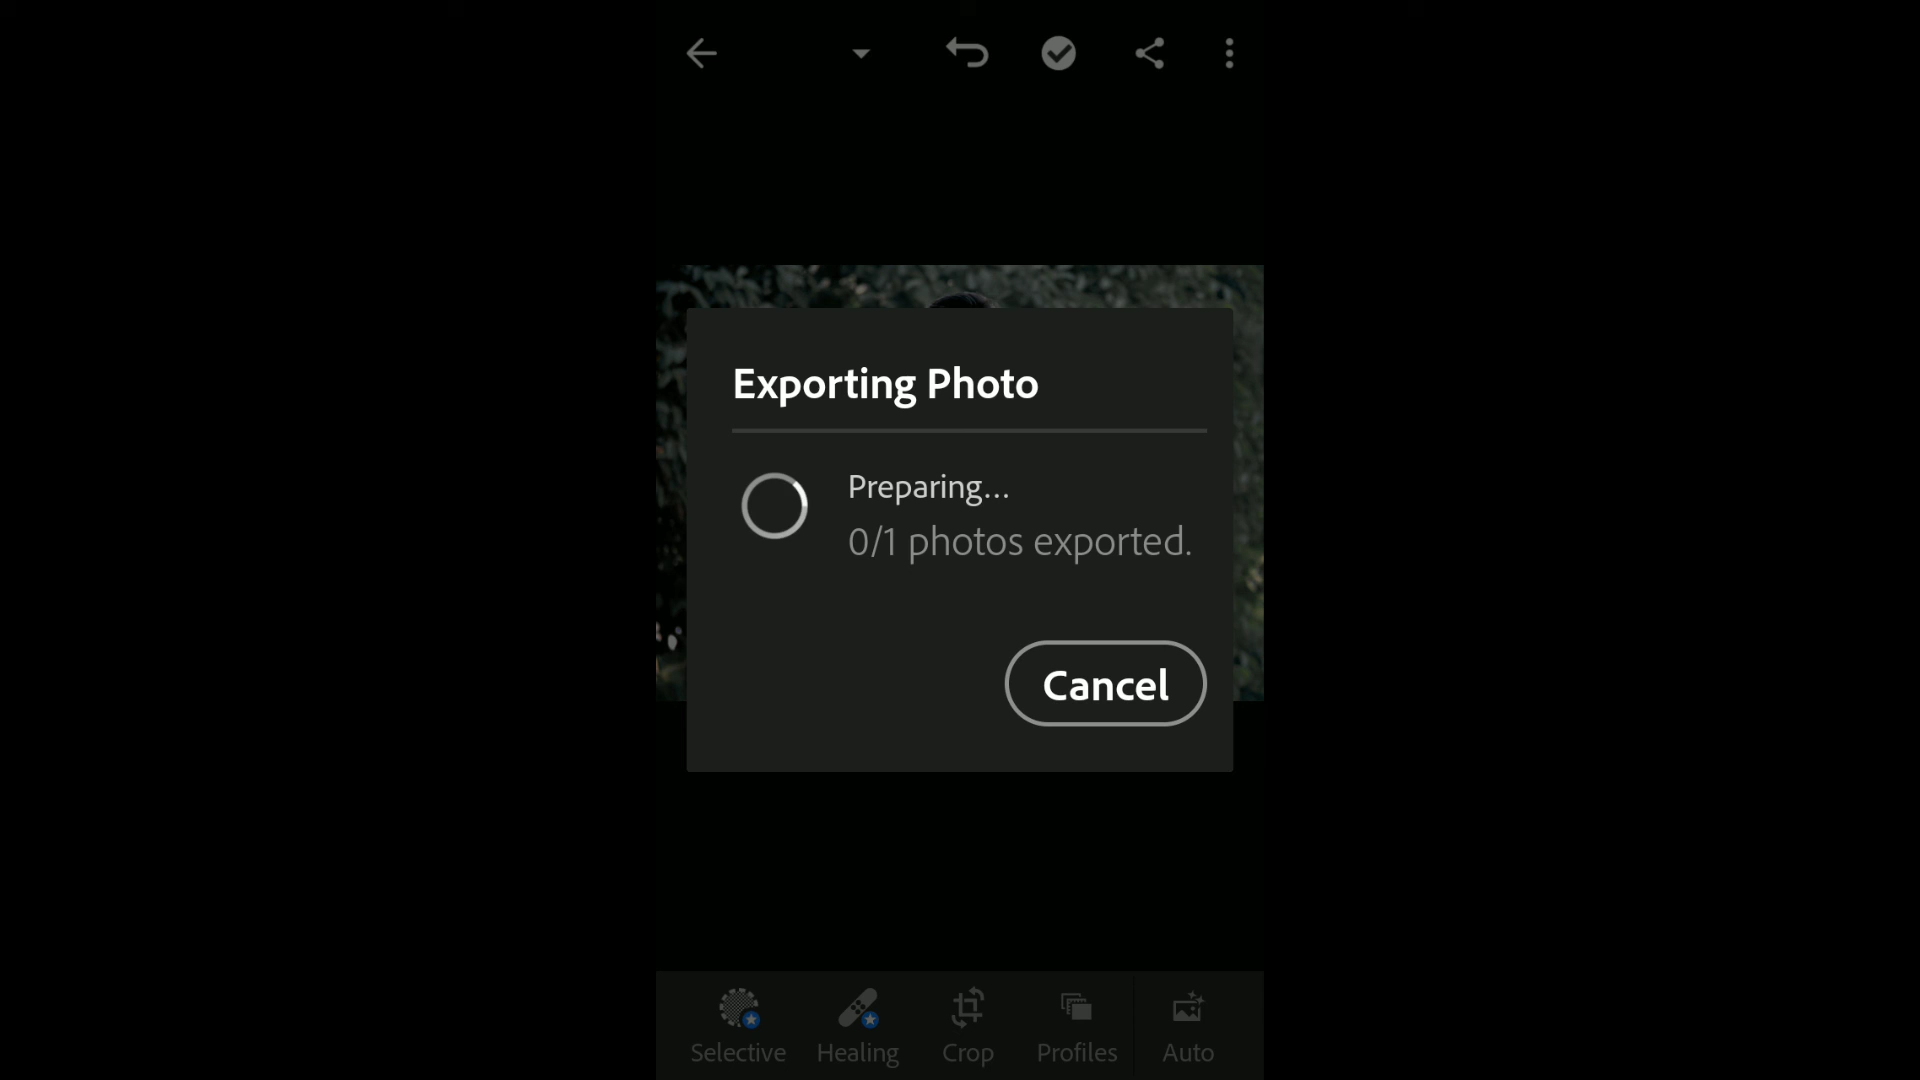 Exporting Photo
Preparing...
0/1 photos exported.
Cancel
Selective Healing Crop Profiles Auto